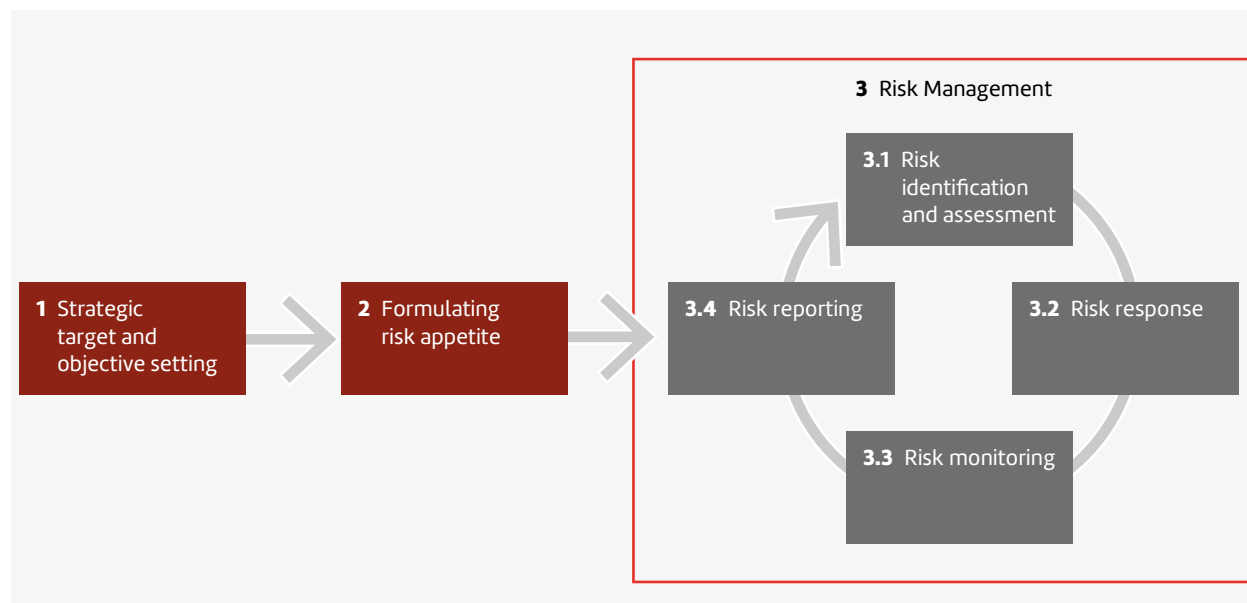 3 Risk Management
3.1 Risk
identification
and assessment
1 Strategic
target and
objective setting
2 Formulating
risk appetite
3.4 Risk reporting
3.2 Risk response
3.3 Risk monitoring